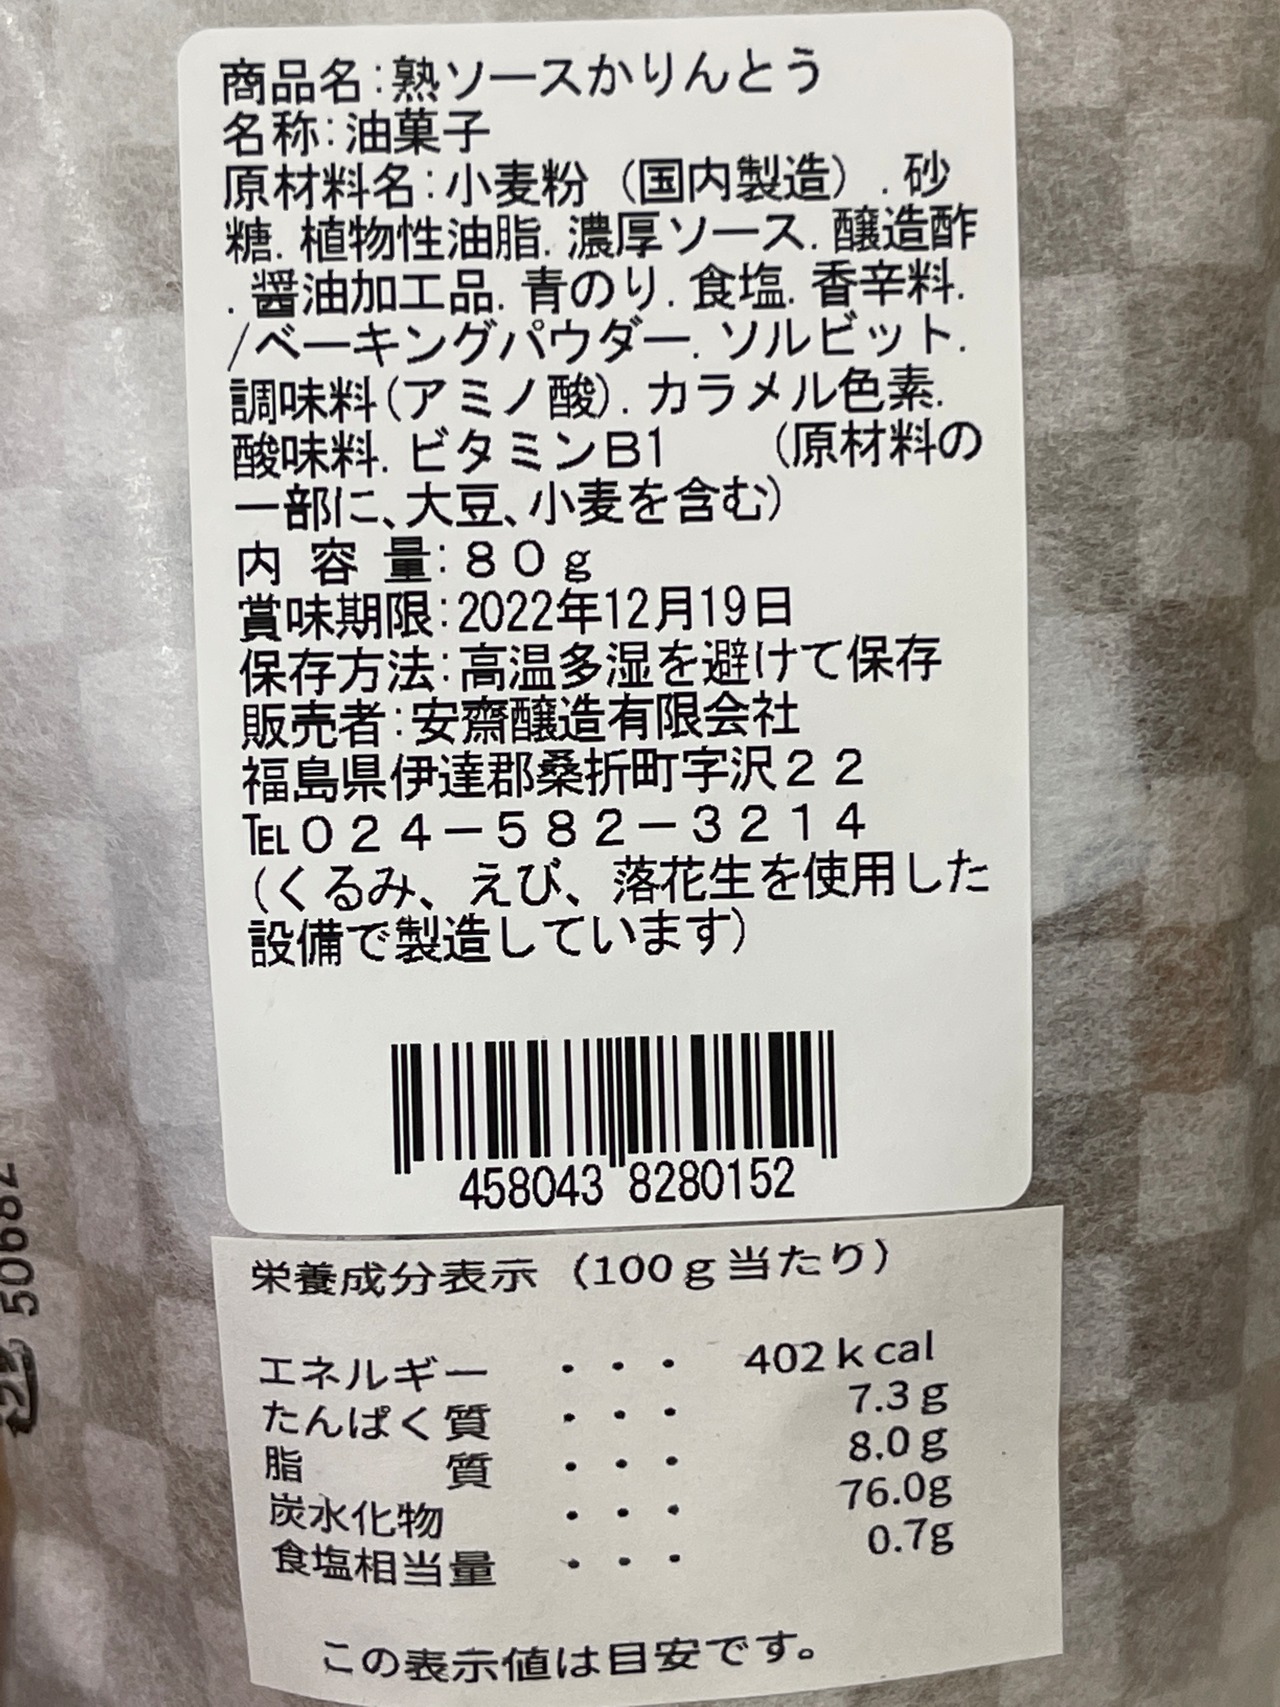 商品名:熟ソースかりんとう
名称:油菓子
原材料名:小麦粉（国内製造）.砂
糖.植物性油脂.濃厚ソース.醸造酢
.醤油加工品.青のり.食塩.香辛料.
/ベーキングパウダー.ソルビット.
調味料(アミノ酸).カラメル色素.
酸味料.ビタミンB1　　(原材料の
一部に、大豆、小麦を含む)
内 容 量:８０ｇ
賞味期限:2022年12月19日
保存方法:高温多湿を避けて保存
販売者:安齋醸造有限会社
福島県伊達郡桑折町字沢２２
℡０２４－５８２－３２１４
(くるみ、えび、落花生を使用した
設備で製造しています)
458043 8280152
栄養成分表示（100ｇ当たり）
エネルギー ・・・ 402ｋcal
たんぱく質 ・・・ 7.3ｇ
脂　　　質 ・・・ 8.0ｇ
炭水化物 ・・・ 76.0g
食塩相当量 ・・・ 0.7g
この表示値は目安です。